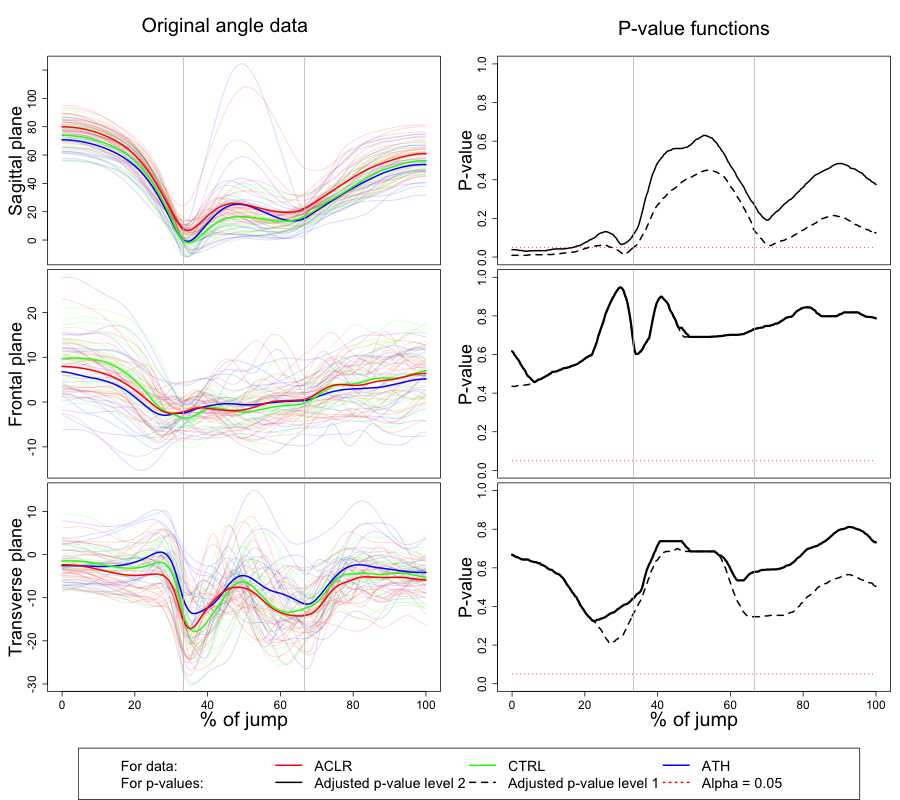 Original angle data
P-value functions
Sagittal plane
0 20 40 60 80 100
P-value
0.0 0.2 0.4 0.6 0.8 1.0
Frontal plane
-10 0 10 20
P-value
0.0 0.2 0.4 0.6 0.8 1.0
Transverse plane
-30 -20 -10 0 10
P-value
0.0 0.2 0.4 0.6 0.8 1.0
0 20 40 60 80 100
% of jump
0 20 40 60 80 100
% of jump
For data: ACLR CTRL ATH
For p-values: Adjusted p-value level 2 Adjusted p-value level 1 Alpha = 0.05